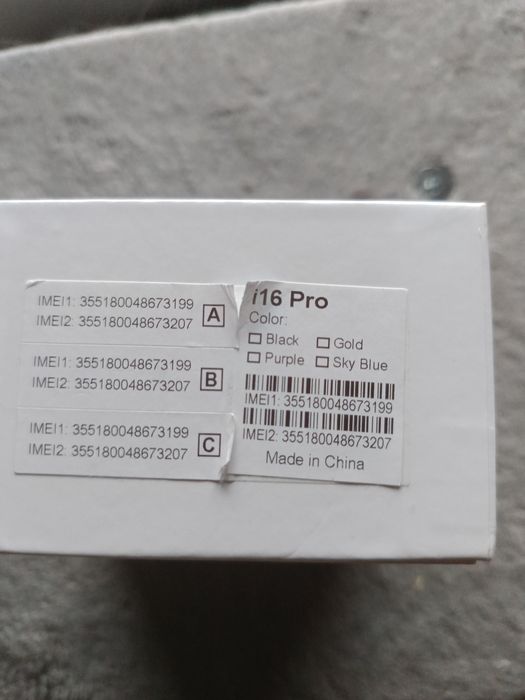 IMEI1: 355180048673199
IMEI2: 355180048673207
A
IMEI1: 355180048673199
IMEI2: 355180048673207
B
IMEI1: 355180048673199
IMEI2: 355180048673207
C
i16 Pro
Color:
Black Gold
Purple Sky Blue
IMEI1: 355180048673199
IMEI2: 355180048673207
Made in China